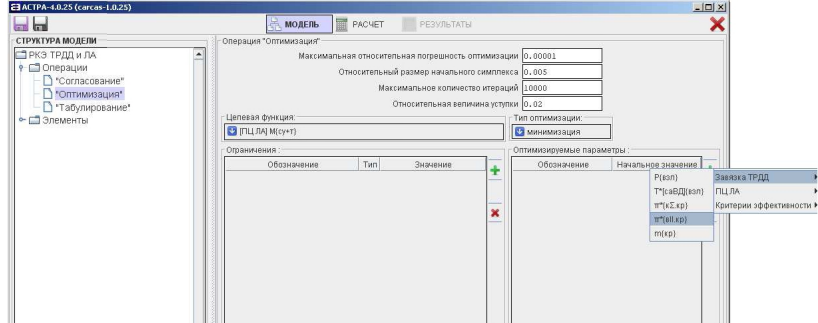 АСТРА-4.0.25 (carcas-1.0.25)
МОДЕЛЬ РАСЧЕТ РЕЗУЛЬТАТЫ
СТРУКТУРА МОДЕЛИ
РКЭ ТРДД и ЛА
Операции
"Согласование"
"Оптимизация"
"Табулирование"
Элементы
Операция "Оптимизация"
Максимальная относительная погрешность оптимизации 0.00001
Относительный размер начального симплекса 0.005
Максимальное количество итераций 10000
Относительная величина уступки 0.02
Целевая функция:
[ПЦ.ЛА] М(су+т)
Тип оптимизации:
минимизация
Ограничения :
Обозначение Тип Значение
Оптимизируемые параметры :
Обозначение Начальное значение
P(взл)
T*[саВД](взл)
π*(кΣ.кр)
π*(вII.кр)
m(кр)
Завязка ТРДД
ПЦ.ЛА
Критерии эффективности